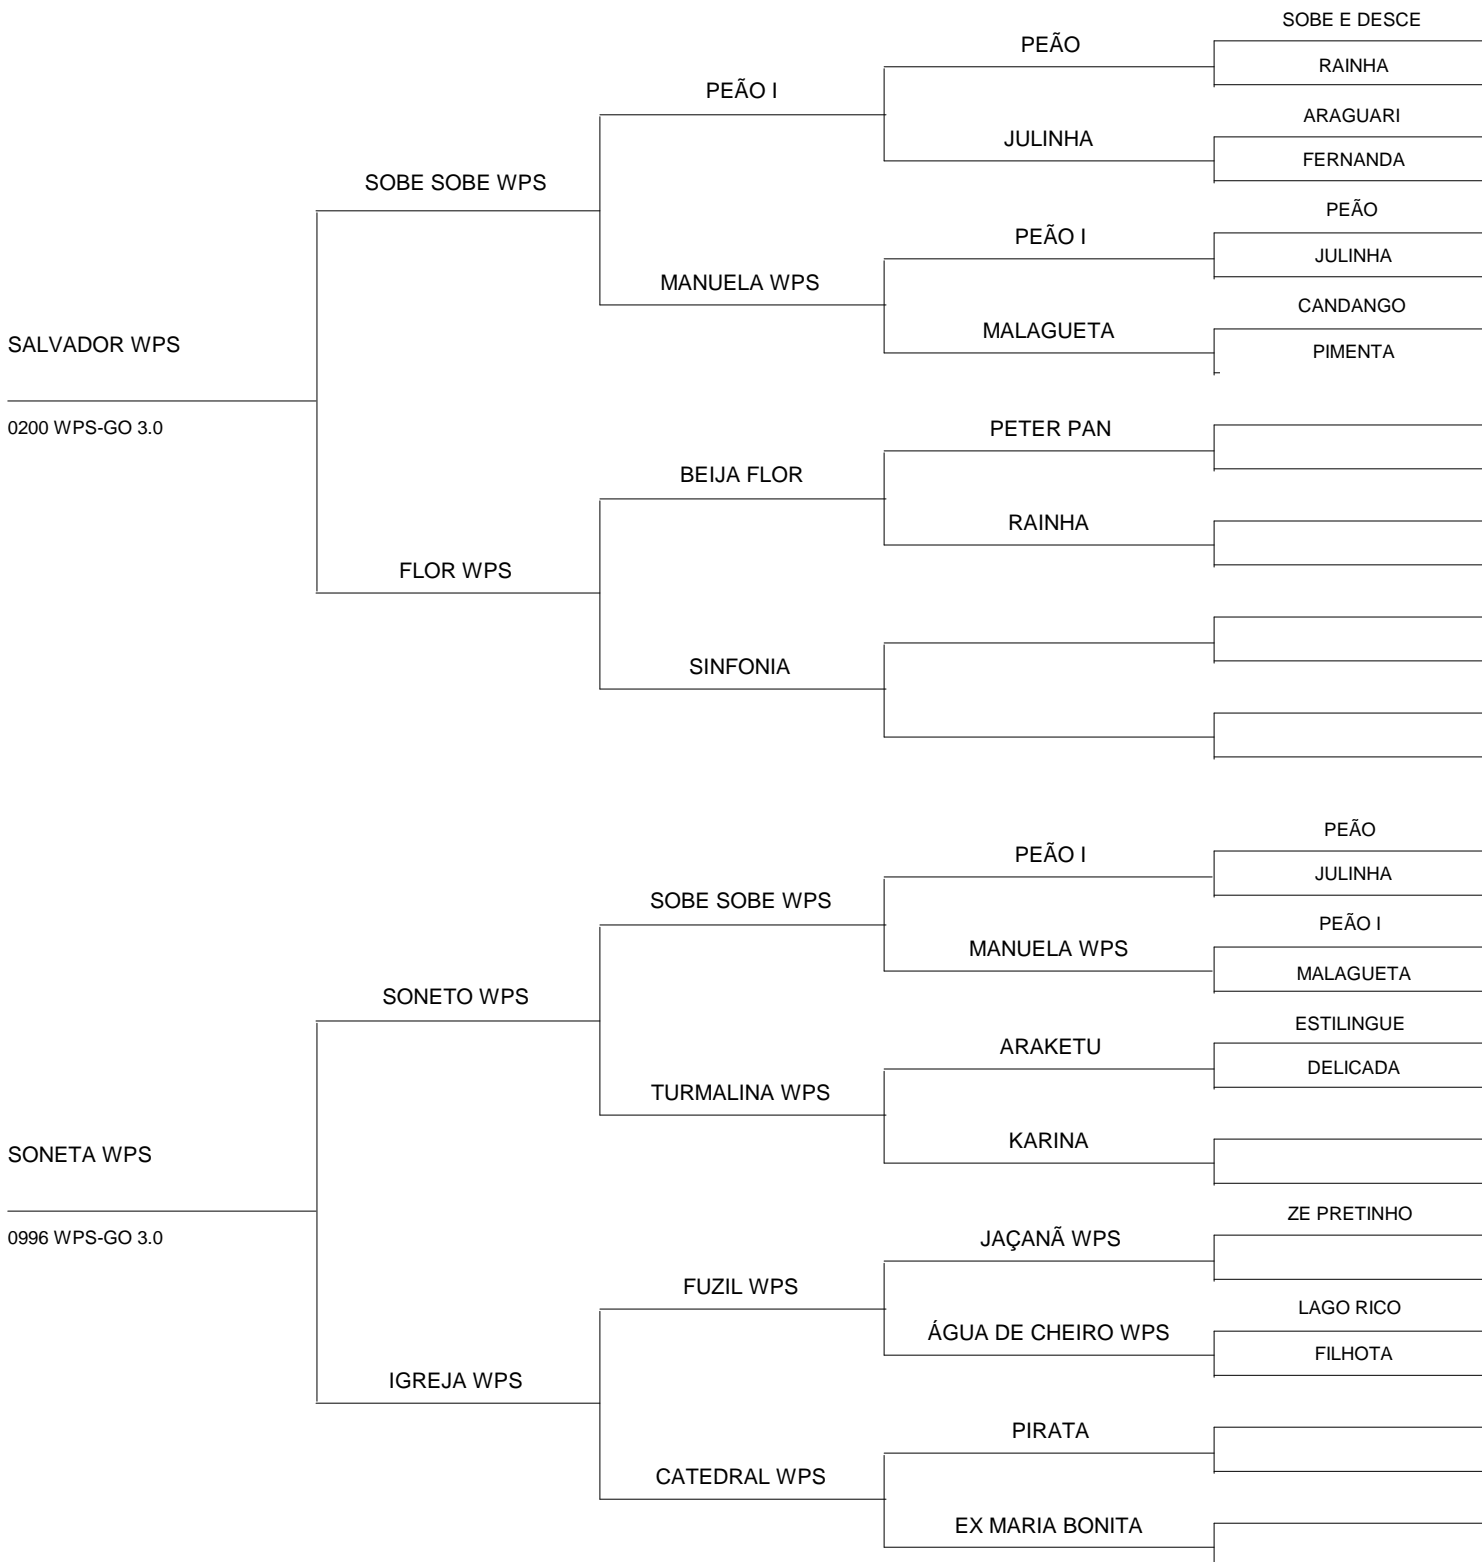 SOBE E DESCE
PEÃO
RAINHA
PEÃO I
ARAGUARI
JULINHA
FERNANDA
SOBE SOBE WPS
PEÃO
PEÃO I
JULINHA
MANUELA WPS
CANDANGO
MALAGUETA
SALVADOR WPS
PIMENTA
0200 WPS-GO 3.0
PETER PAN
BEIJA FLOR
RAINHA
FLOR WPS
SINFONIA
PEÃO
PEÃO I
JULINHA
SOBE SOBE WPS
PEÃO I
MANUELA WPS
MALAGUETA
SONETO WPS
ESTILINGUE
ARAKETU
DELICADA
TURMALINA WPS
KARINA
SONETA WPS
ZE PRETINHO
0996 WPS-GO 3.0
JAÇANÃ WPS
FUZIL WPS
LAGO RICO
ÁGUA DE CHEIRO WPS
FILHOTA
IGREJA WPS
PIRATA
CATEDRAL WPS
EX MARIA BONITA